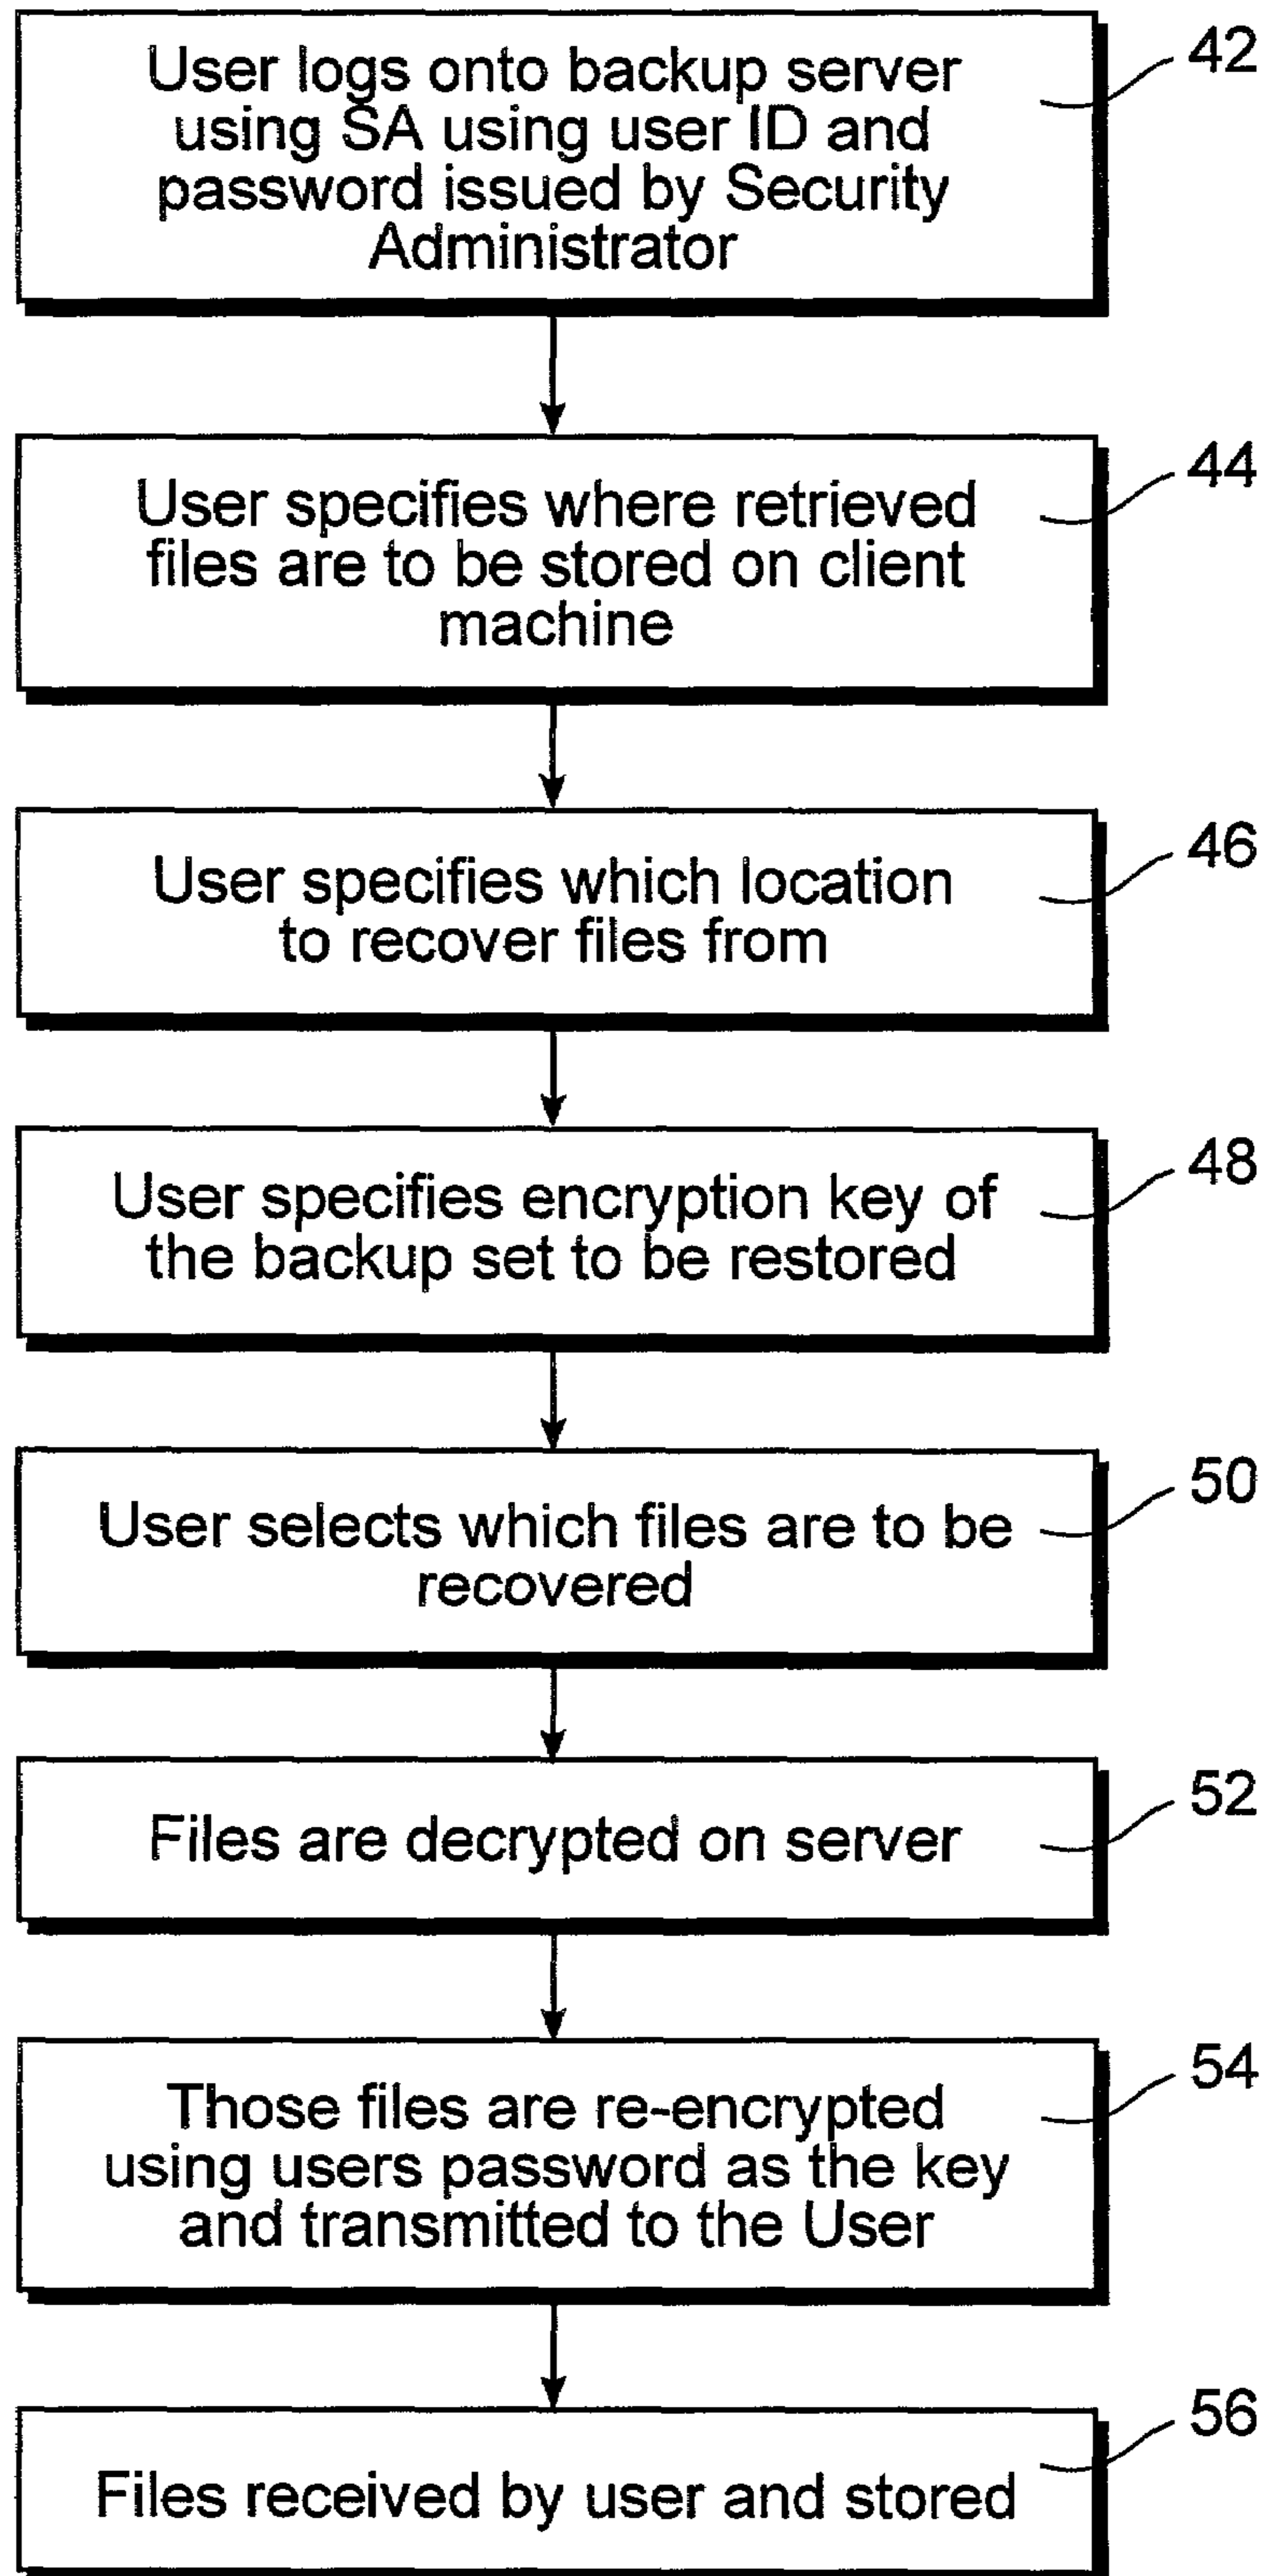 User logs onto backup server
using SA using user ID and
password issued by Security
Administrator
42
User specifies where retrieved
files are to be stored on client
machine
44
User specifies which location
to recover files from
46
User specifies encryption key of
the backup set to be restored
48
User selects which files are to be
recovered
50
Files are decrypted on server
52
Those files are re-encrypted
using users password as the key
and transmitted to the User
54
Files received by user and stored
56